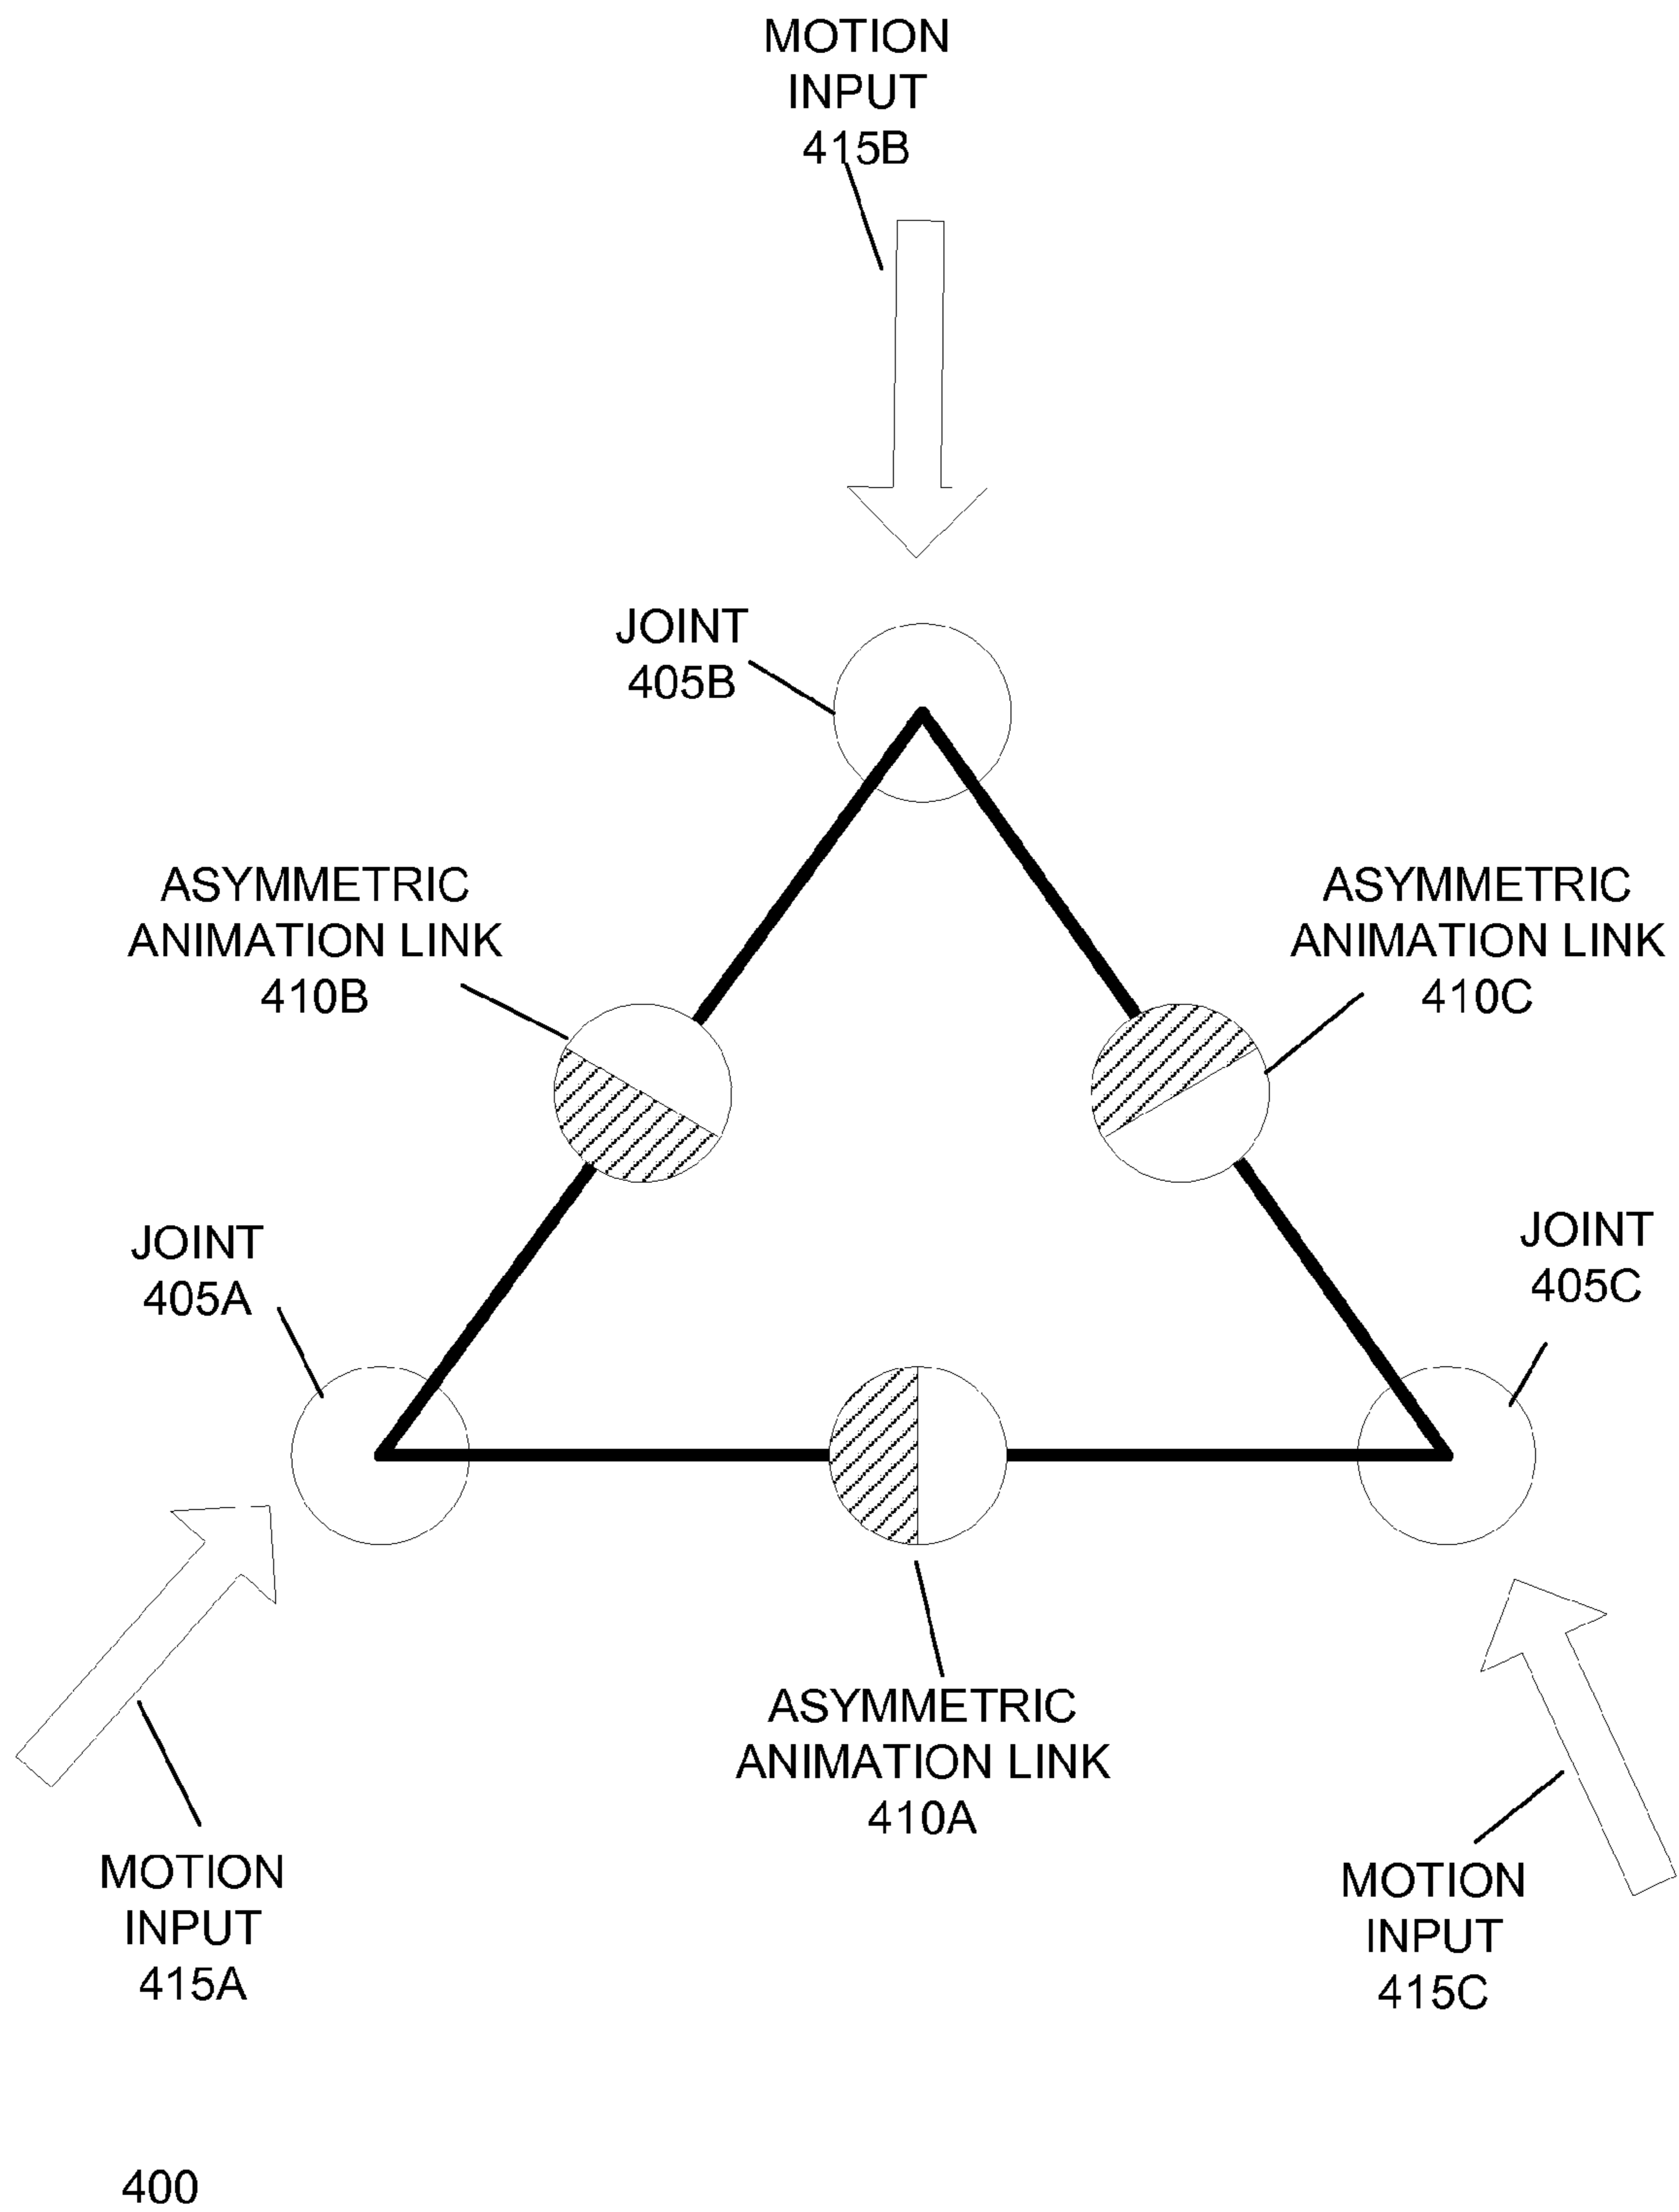 MOTION
INPUT
415B
JOINT
405B
ASYMMETRIC
ANIMATION LINK
410B
ASYMMETRIC
ANIMATION LINK
410C
JOINT
405A
JOINT
405C
ASYMMETRIC
ANIMATION LINK
410A
MOTION
INPUT
415A
MOTION
INPUT
415C
400